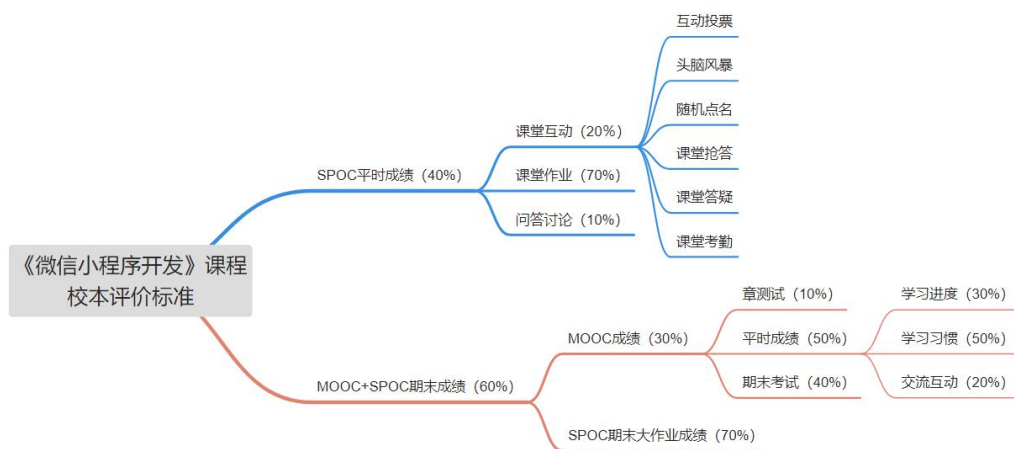 《微信小程序开发》课程
校本评价标准
SPOC平时成绩（40%）
课堂互动（20%）
互动投票
头脑风暴
随机点名
课堂抢答
课堂答疑
课堂考勤
课堂作业（70%）
问答讨论（10%）
MOOC+SPOC期末成绩（60%）
MOOC成绩（30%）
章测试（10%）
平时成绩（50%）
学习进度（30%）
学习习惯（50%）
交流互动（20%）
期末考试（40%）
SPOC期末大作业成绩（70%）